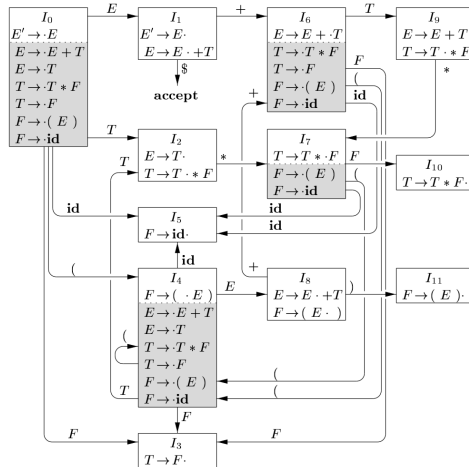 I₀
E′ → ·E
E → ·E + T
E → ·T
T → ·T * F
T → ·F
F → ·( E )
F → ·id
E
I₁
E′ → E·
E → E · +T
$
accept
+
I₆
E → E + · T
T → ·T * F
T → ·F
F → ·( E )
F → ·id
T
I₉
E → E + T·
T → T · * F
*
F
(
id
+
T
I₂
E → T·
T → T · * F
*
T
I₇
T → T * · F
F → ·( E )
F → ·id
F
(
I₁₀
T → T * F·
id
id
I₅
F → id·
id
id
(
I₄
F → ( · E )
E → ·E + T
E → ·T
T → ·T * F
T → ·F
F → ·( E )
F → ·id
(
T
E
+
I₈
E → E · +T
F → ( E · )
)
I₁₁
F → ( E )·
(
(
F
F
I₃
T → F·
F